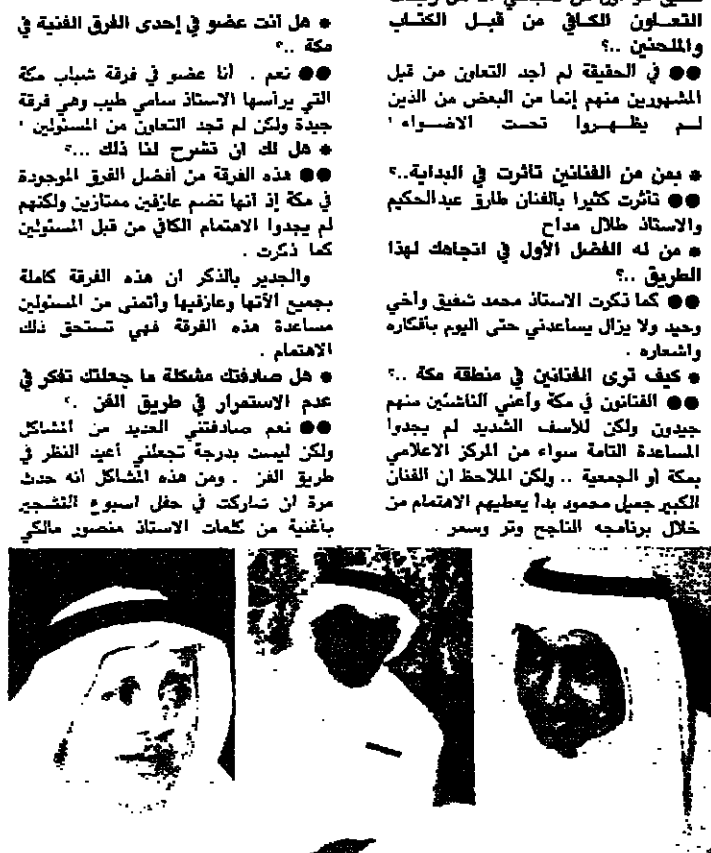 التعاون الكافي من قبل الكتاب
والملحنين ..؟
●● في الحقيقة لم أجد التعاون من قبل
المشهورين منهم إنما من البعض من الذين
لم يظهروا تحت الاضواء !
* بمن من الفنانين تاثرت في البداية..؟
●● تأثرت كثيرا بالفنان طارق عبدالحكيم
والاستاذ طلال مداح
* من له الفضل الأول في اتجاهك لهذا
الطريق ..؟
●● كما ذكرت الاستاذ محمد شفيق وأخي
وحيد ولا يزال يساعدني حتى اليوم بأفكاره
واشعاره .
* كيف ترى الفنانين في منطقة مكة ..؟
●● الفنانون في مكة وأعني الناشئين منهم
جيدون ولكن للأسف الشديد لم يجدوا
المساعدة التامة سواء من المركز الاعلامي
بمكة أو الجمعية .. ولكن الملاحظ ان الفنان
الكبير جميل محمود بدأ يعطيهم الاهتمام من
خلال برنامجه الناجح وتر وسمر .
* هل انت عضو في إحدى الفرق الفنية في
مكة ..؟
●● نعم . أنا عضو في فرقة شباب مكة
التي يرأسها الاستاذ سامي طيب وهي فرقة
جيدة ولكن لم تجد التعاون من المسئولين !
* هل لك ان تشرح لنا ذلك ...؟
●● هذه الفرقة من أفضل الفرق الموجودة
في مكة إذ انها تضم عازفين ممتازين ولكنهم
لم يجدوا الاهتمام الكافي من قبل المسئولين
كما ذكرت .
والجدير بالذكر ان هذه الفرقة كاملة
بجميع الآتها وعازفيها وأتمنى من المسئولين
مساعدة هذه الفرقة فهي تستحق ذلك
الاهتمام .
* هل صادفتك مشكلة ما جعلتك تفكر في
عدم الاستمرار في طريق الفن .؟
●● نعم صادفتني العديد من المشاكل
ولكن ليست بدرجة تجعلني أعيد النظر في
طريق الفن . ومن هذه المشاكل أنه حدث
مرة ان شاركت في حفل اسبوع التشجير
بأغنية من كلمات الاستاذ منصور مالكي